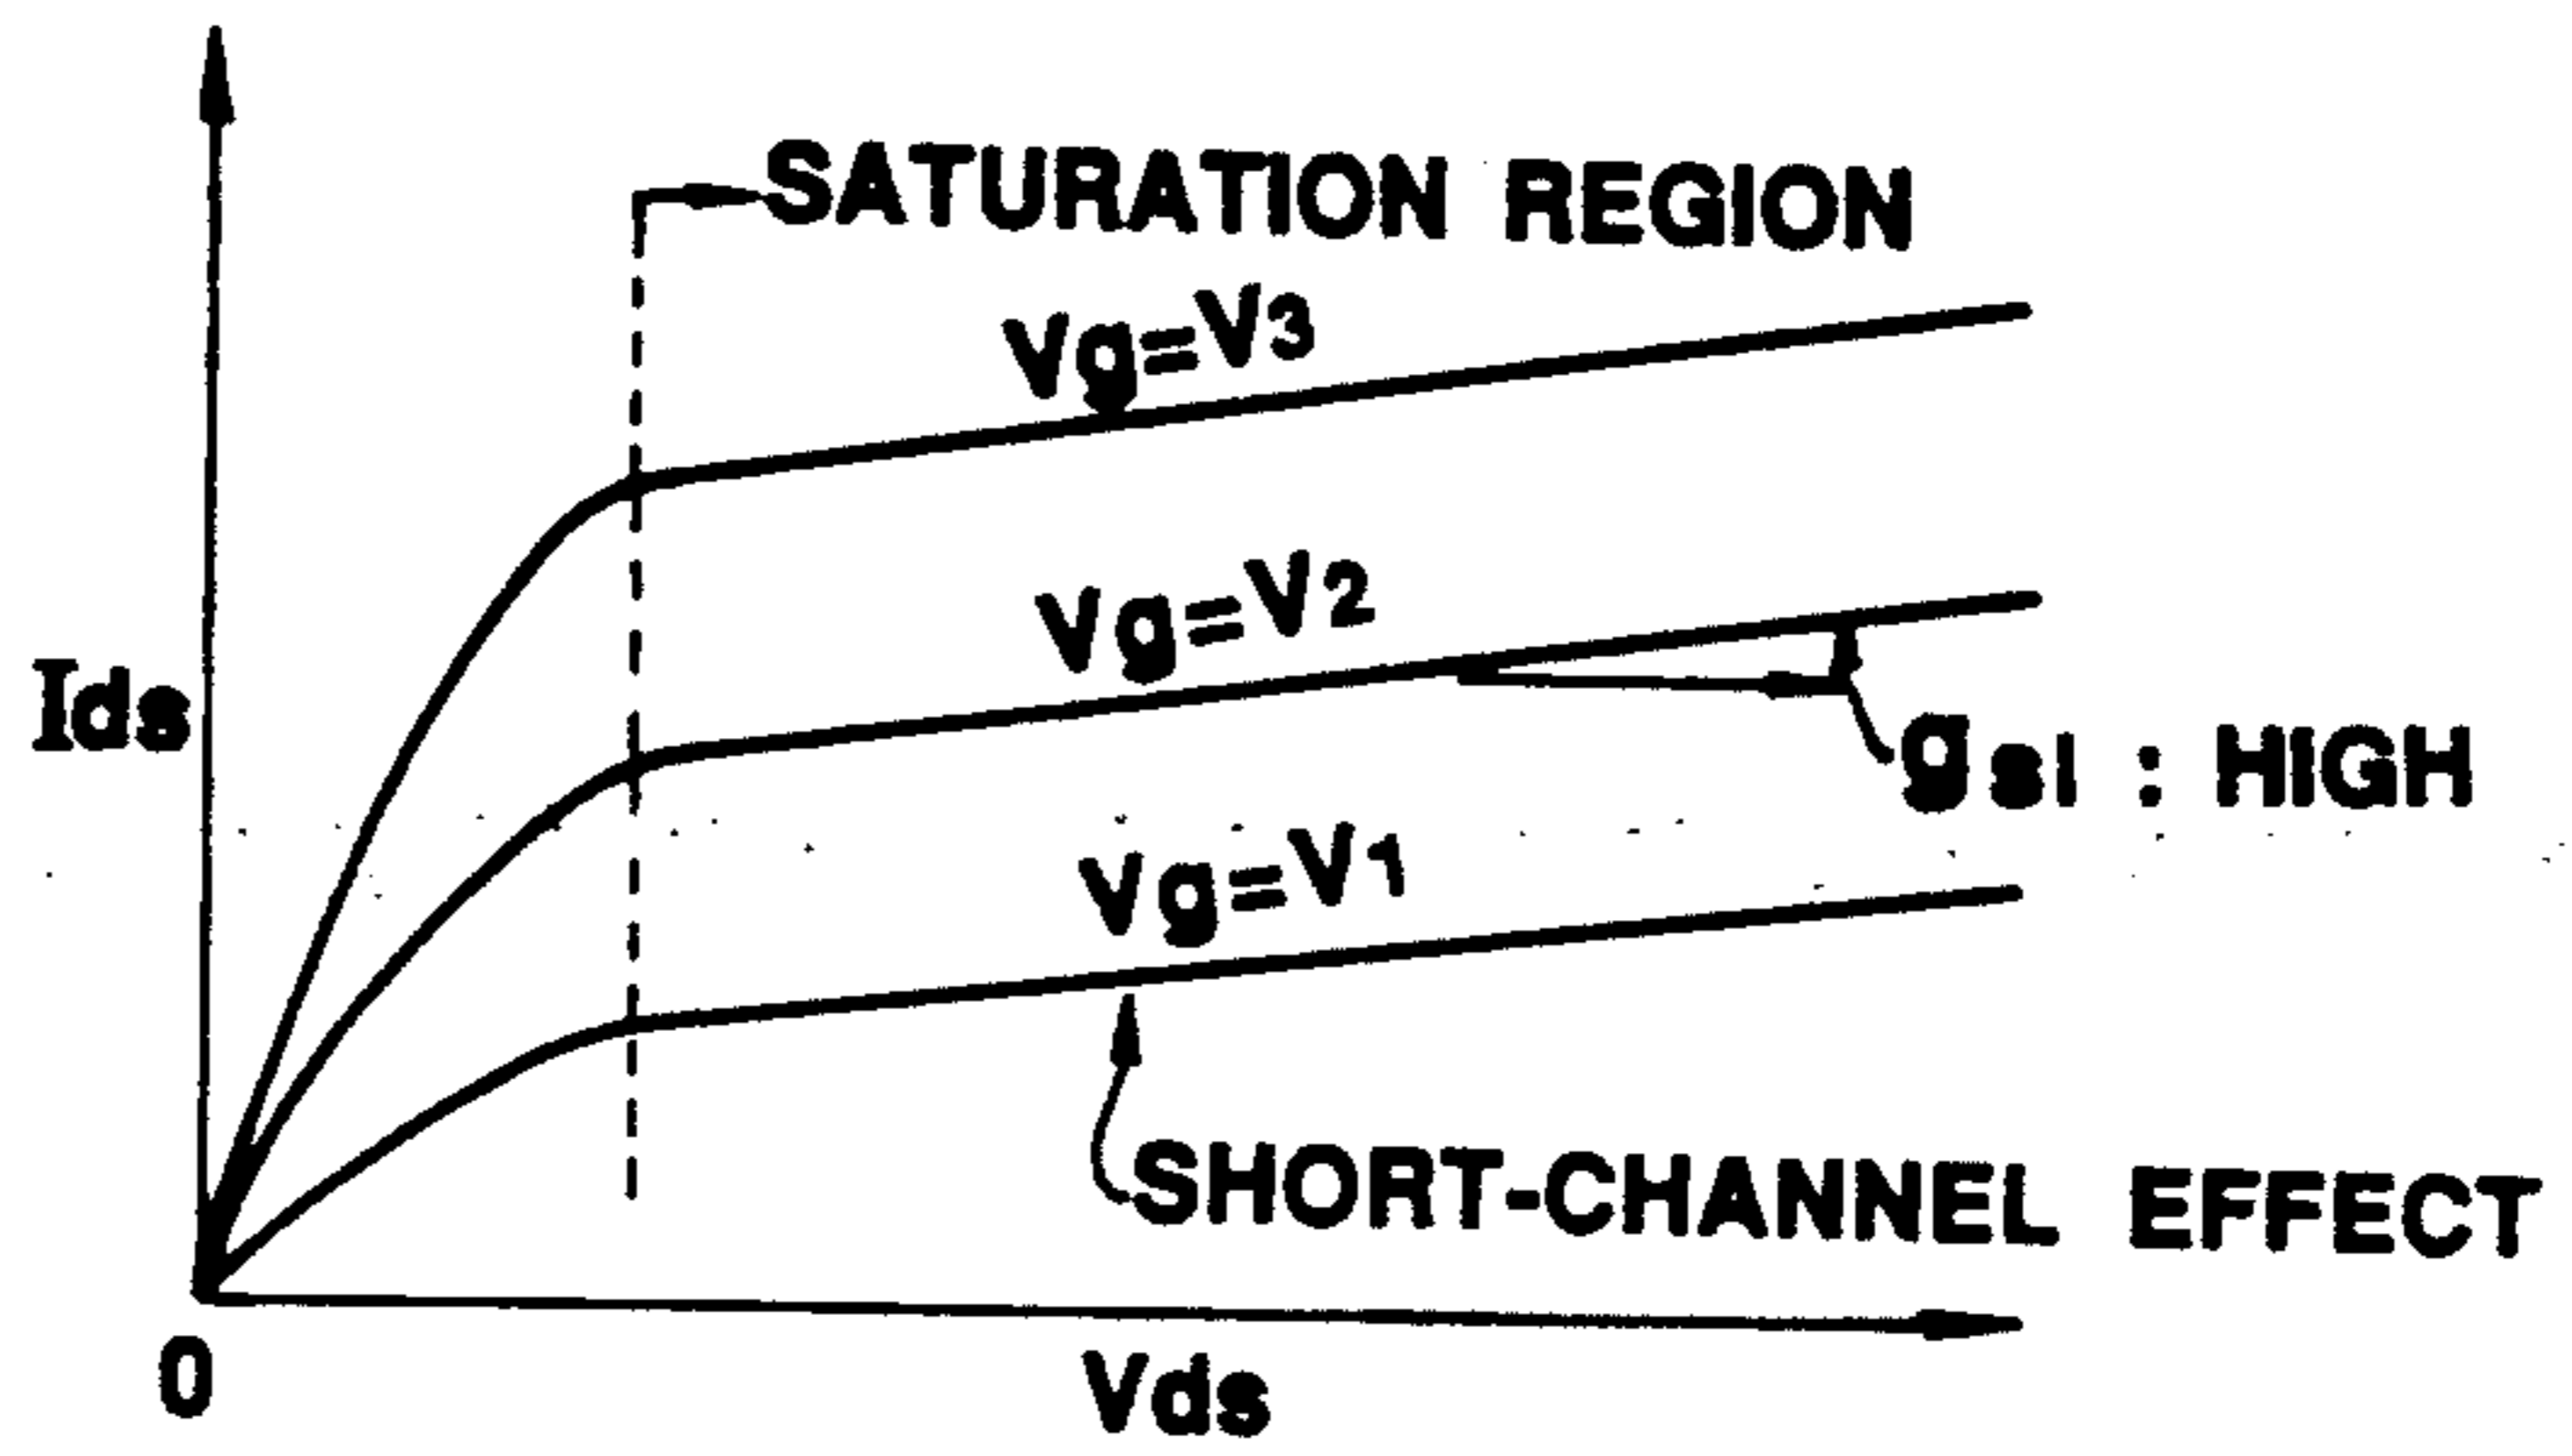 SATURATION REGION
Vg=V3
Vg=V2
Ids
gsl : HIGH
Vg=V1
SHORT-CHANNEL EFFECT
0
Vds